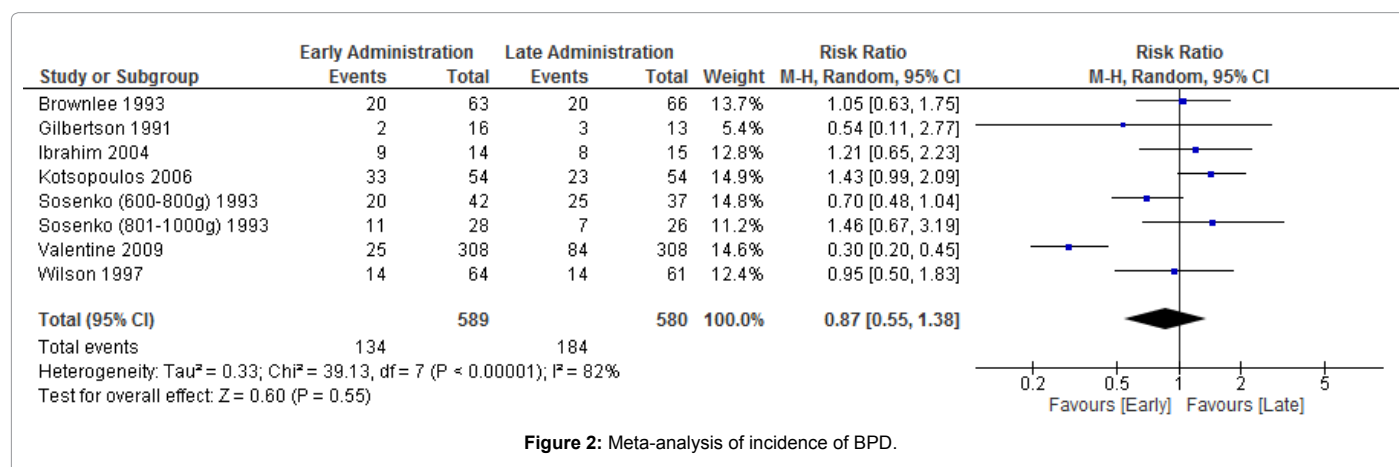 Early Administration Late Administration Risk Ratio Risk Ratio
Study or Subgroup Events Total Events Total Weight M-H, Random, 95% CI M-H, Random, 95% CI
Brownlee 1993 20 63 20 66 13.7% 1.05 [0.63, 1.75]
Gilbertson 1991 2 16 3 13 5.4% 0.54 [0.11, 2.77]
Ibrahim 2004 9 14 8 15 12.8% 1.21 [0.65, 2.23]
Kotsopoulos 2006 33 54 23 54 14.9% 1.43 [0.99, 2.09]
Sosenko (600-800g) 1993 20 42 25 37 14.8% 0.70 [0.48, 1.04]
Sosenko (801-1000g) 1993 11 28 7 26 11.2% 1.46 [0.67, 3.19]
Valentine 2009 25 308 84 308 14.6% 0.30 [0.20, 0.45]
Wilson 1997 14 64 14 61 12.4% 0.95 [0.50, 1.83]
Total (95% CI) 589 580 100.0% 0.87 [0.55, 1.38]
Total events 134 184
Heterogeneity: Tau² = 0.33; Chi² = 39.13, df = 7 (P < 0.00001); I² = 82%
Test for overall effect: Z = 0.60 (P = 0.55)
0.2 0.5 1 2 5
Favours [Early] Favours [Late]
Figure 2: Meta-analysis of incidence of BPD.